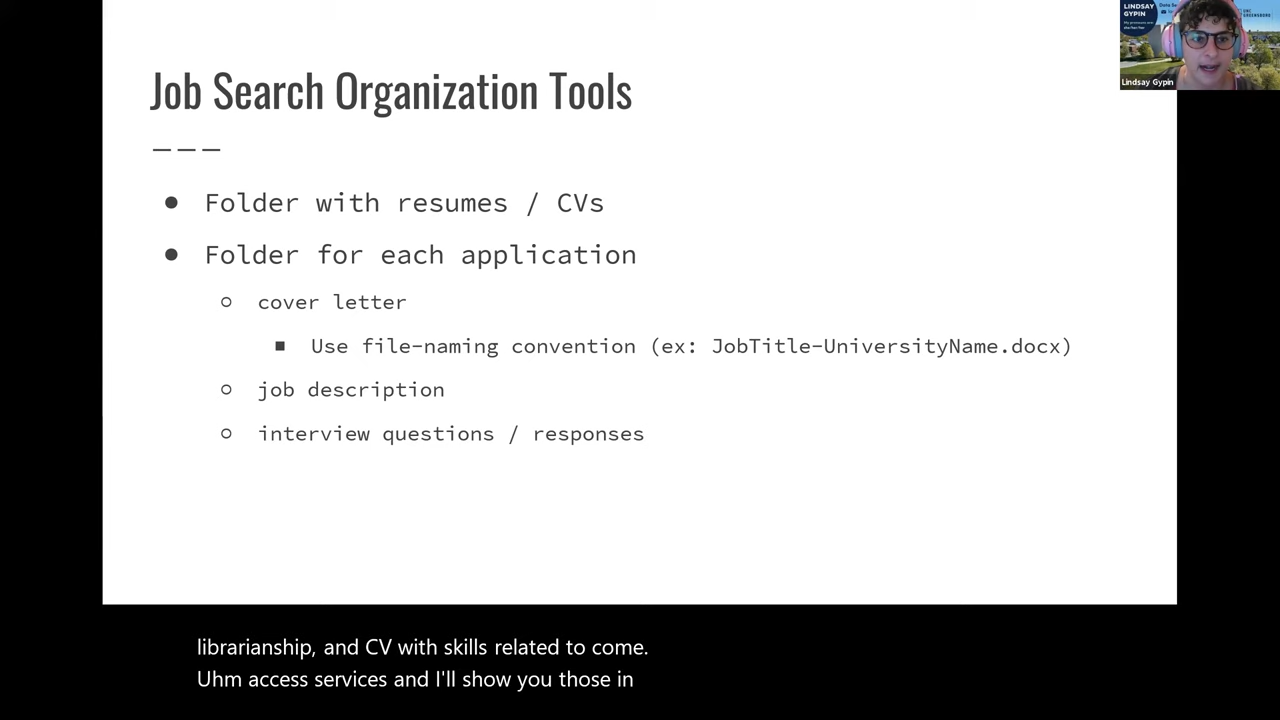 Job Search Organization Tools
Folder with resumes / CVs
Folder for each application
cover letter
Use file-naming convention (ex: JobTitle-UniversityName.docx)
job description
interview questions / responses
LINDSAY
GYPIN
Lindsay Gypin
librarianship, and CV with skills related to come.
Uhm access services and I'll show you those in